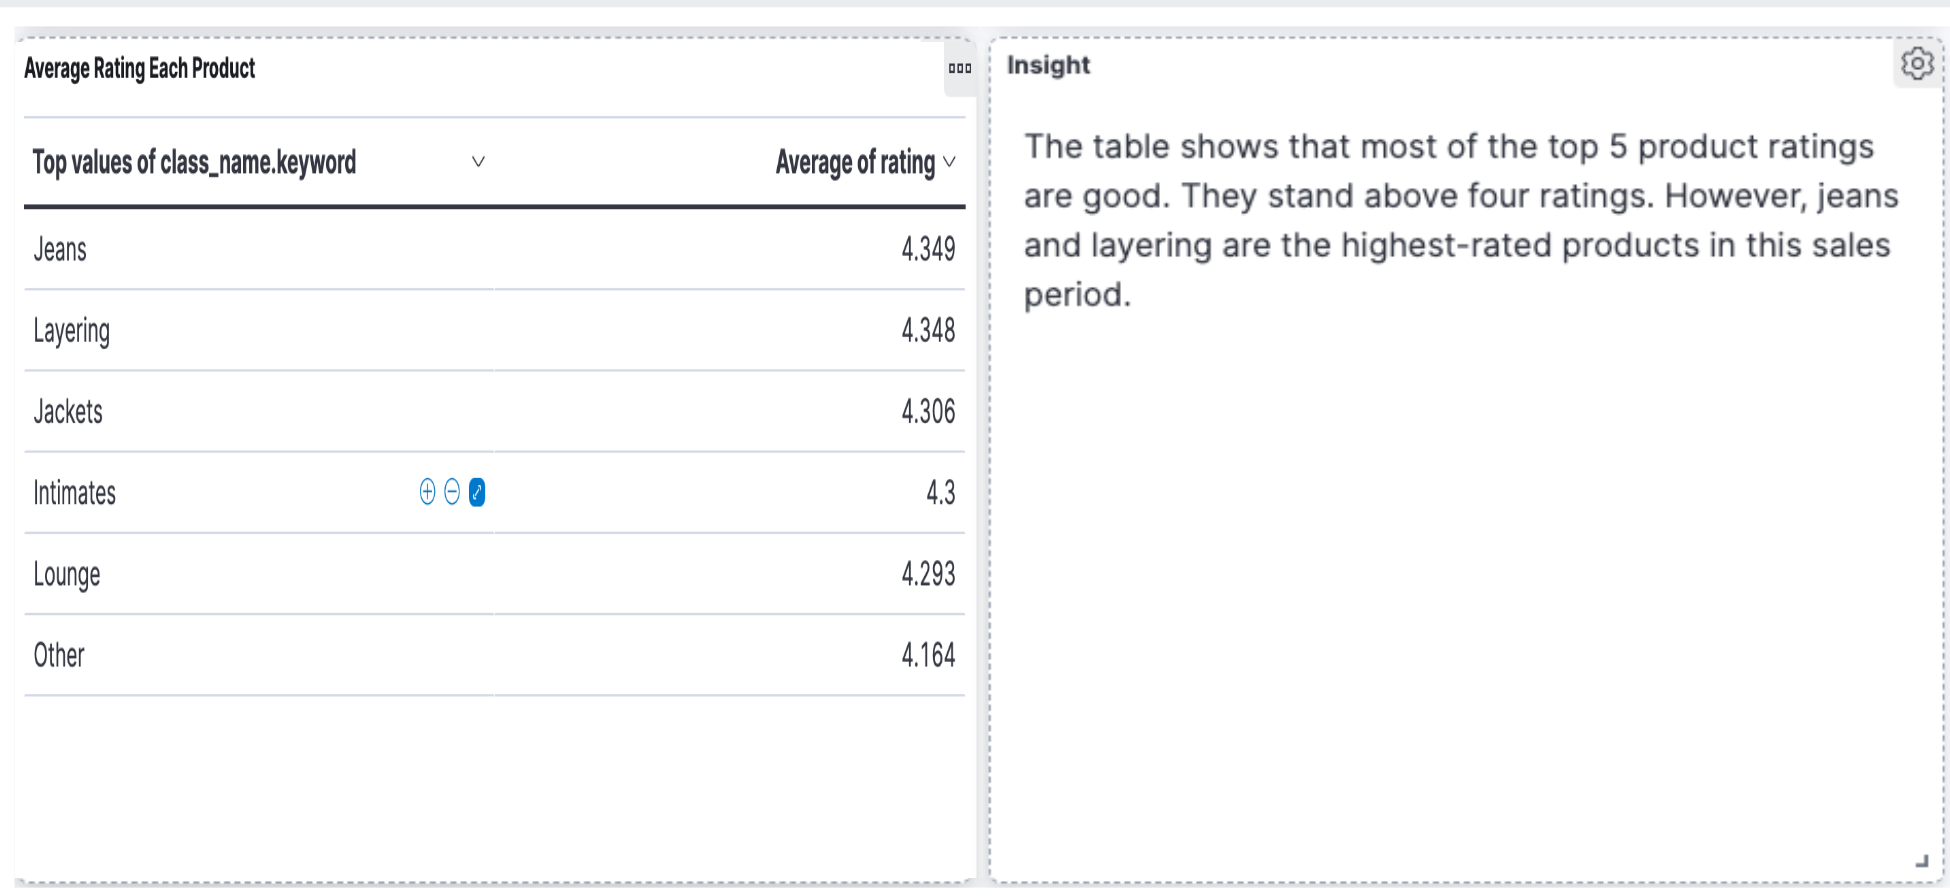 Average Rating Each Product
Top values of class_name.keyword Average of rating
Jeans 4.349
Layering 4.348
Jackets 4.306
Intimates 4.3
Lounge 4.293
Other 4.164
Insight
The table shows that most of the top 5 product ratings
are good. They stand above four ratings. However, jeans
and layering are the highest-rated products in this sales
period.